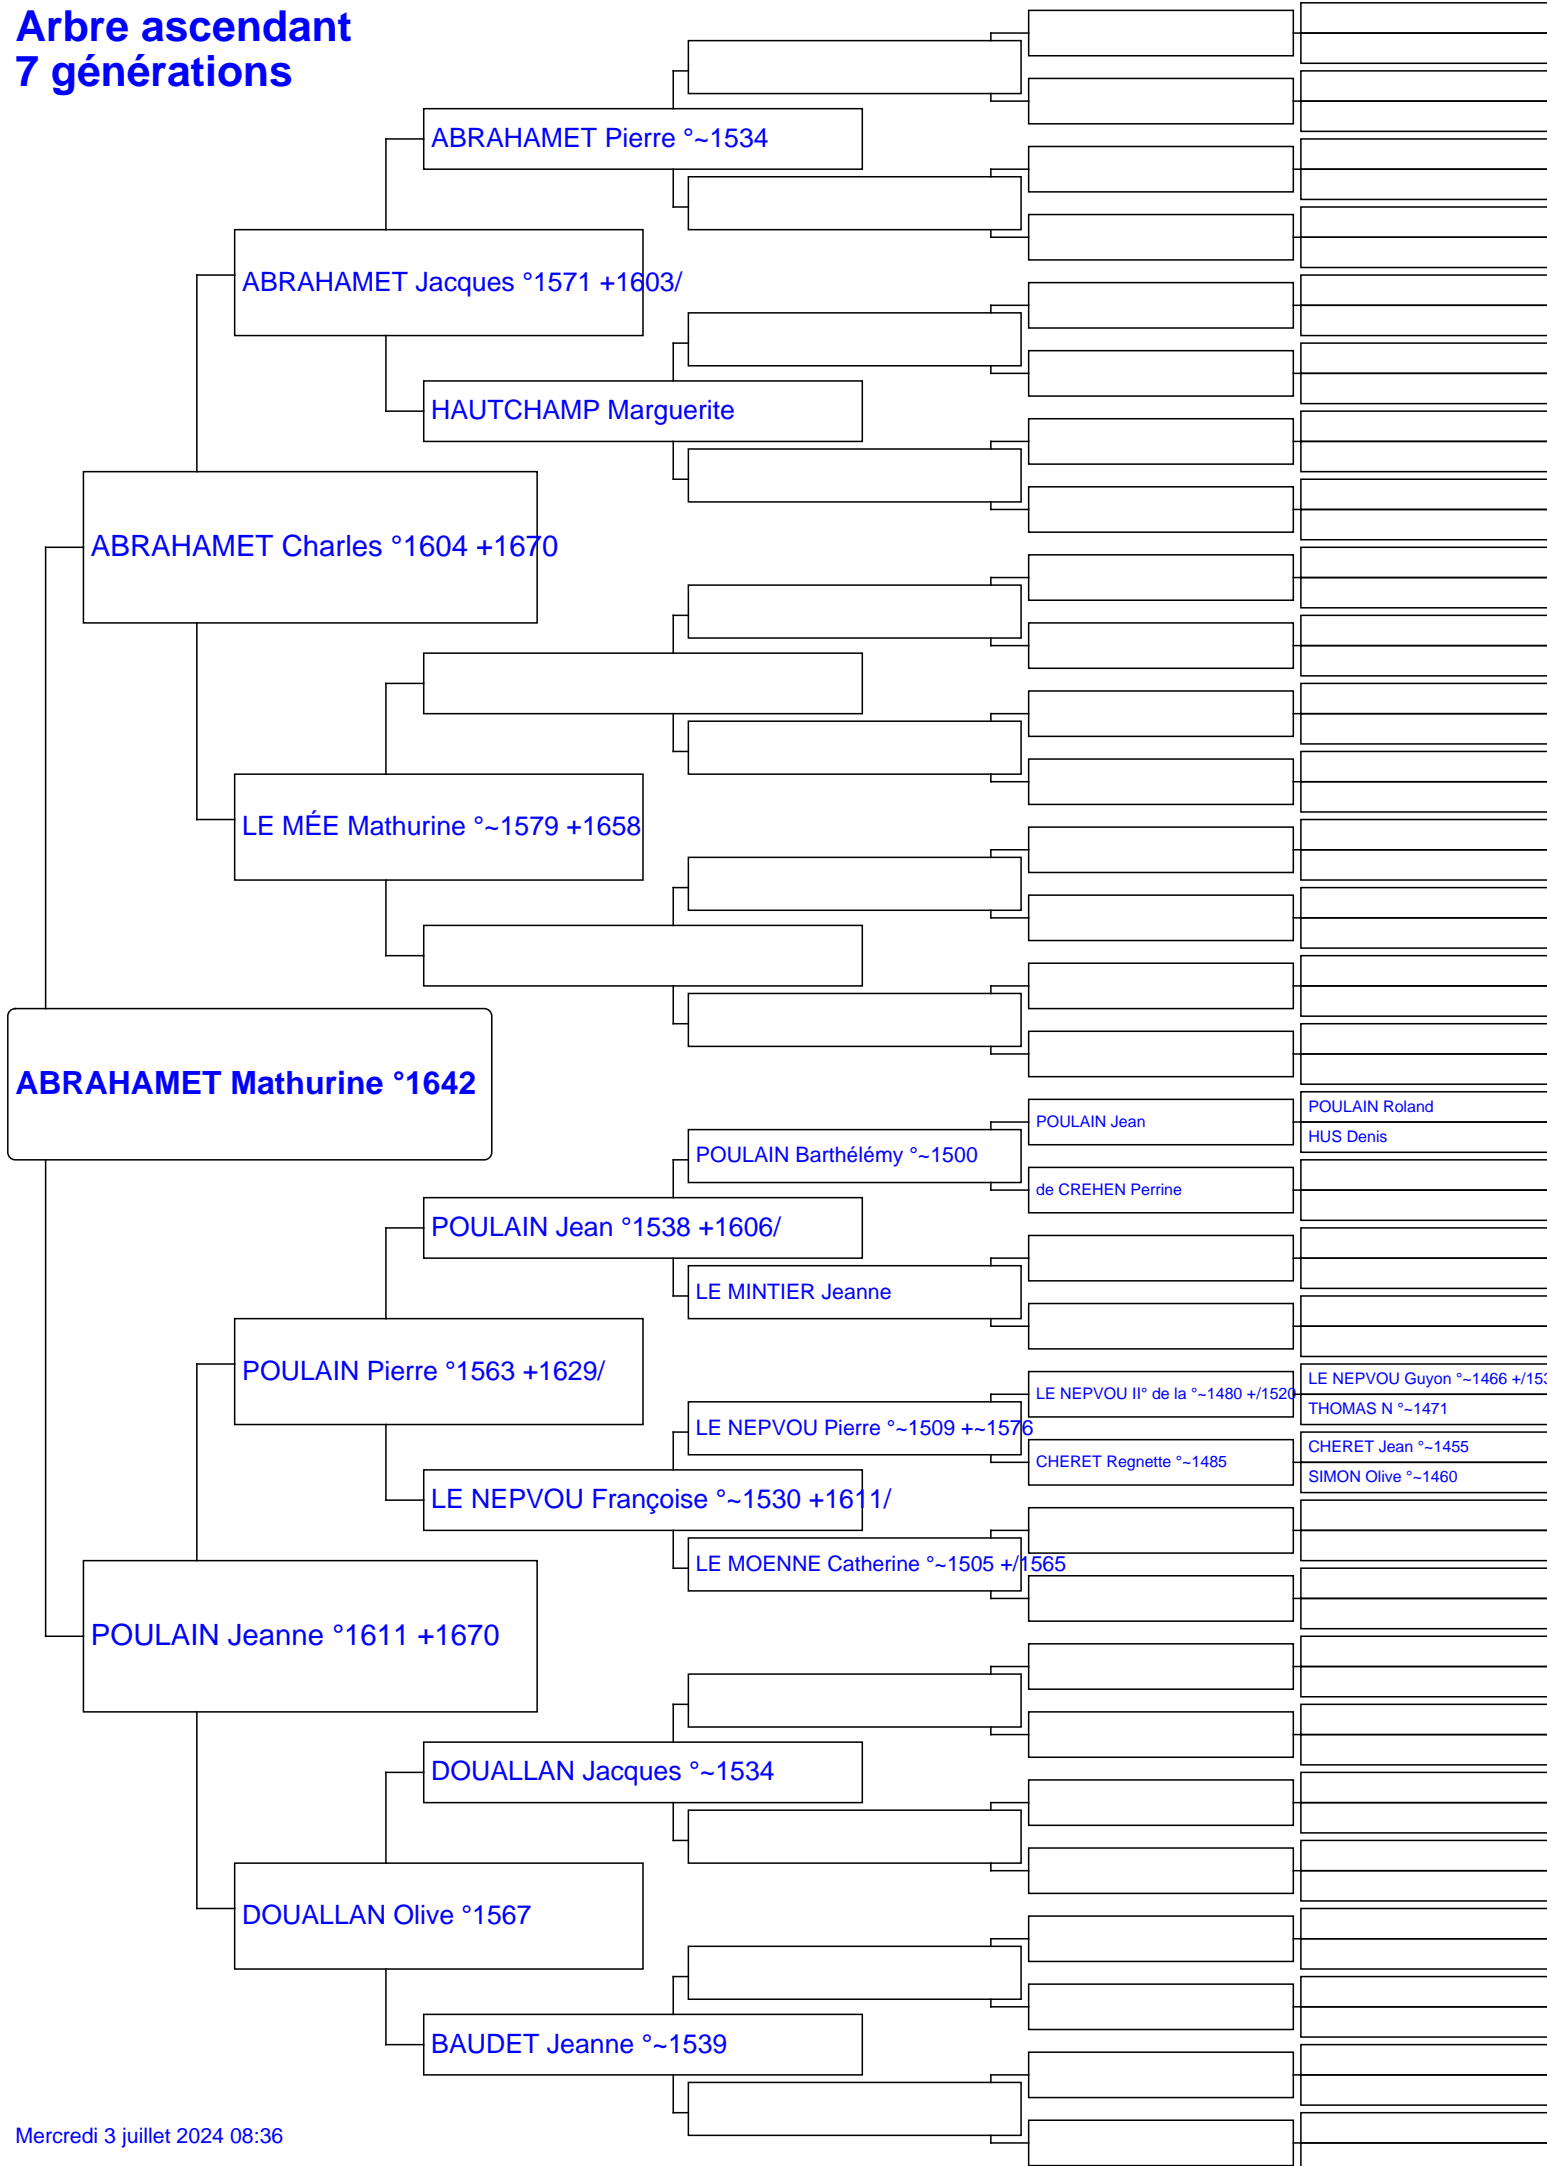 Arbre ascendant
7 générations
ABRAHAMET Pierre °~1534
ABRAHAMET Jacques °1571 +1603/
HAUTCHAMP Marguerite
ABRAHAMET Charles °1604 +1670
LE MÉE Mathurine °~1579 +1658
ABRAHAMET Mathurine °1642
POULAIN Roland
POULAIN Jean
HUS Denis
POULAIN Barthélémy °~1500
de CREHEN Perrine
POULAIN Jean °1538 +1606/
LE MINTIER Jeanne
POULAIN Pierre °1563 +1629/
LE NEPVOU Guyon °~1466 +/153
LE NEPVOU II° de la °~1480 +/1520
THOMAS N °~1471
LE NEPVOU Pierre °~1509 +~1576
CHERET Jean °~1455
CHERET Regnette °~1485
SIMON Olive °~1460
LE NEPVOU Françoise °~1530 +1611/
LE MOENNE Catherine °~1505 +/1565
POULAIN Jeanne °1611 +1670
DOUALLAN Jacques °~1534
DOUALLAN Olive °1567
BAUDET Jeanne °~1539
Mercredi 3 juillet 2024 08:36